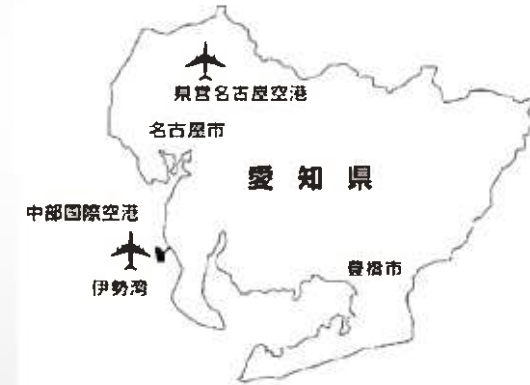 県営名古屋空港
名古屋市
愛知県
中部国際空港
伊勢湾
豊橋市